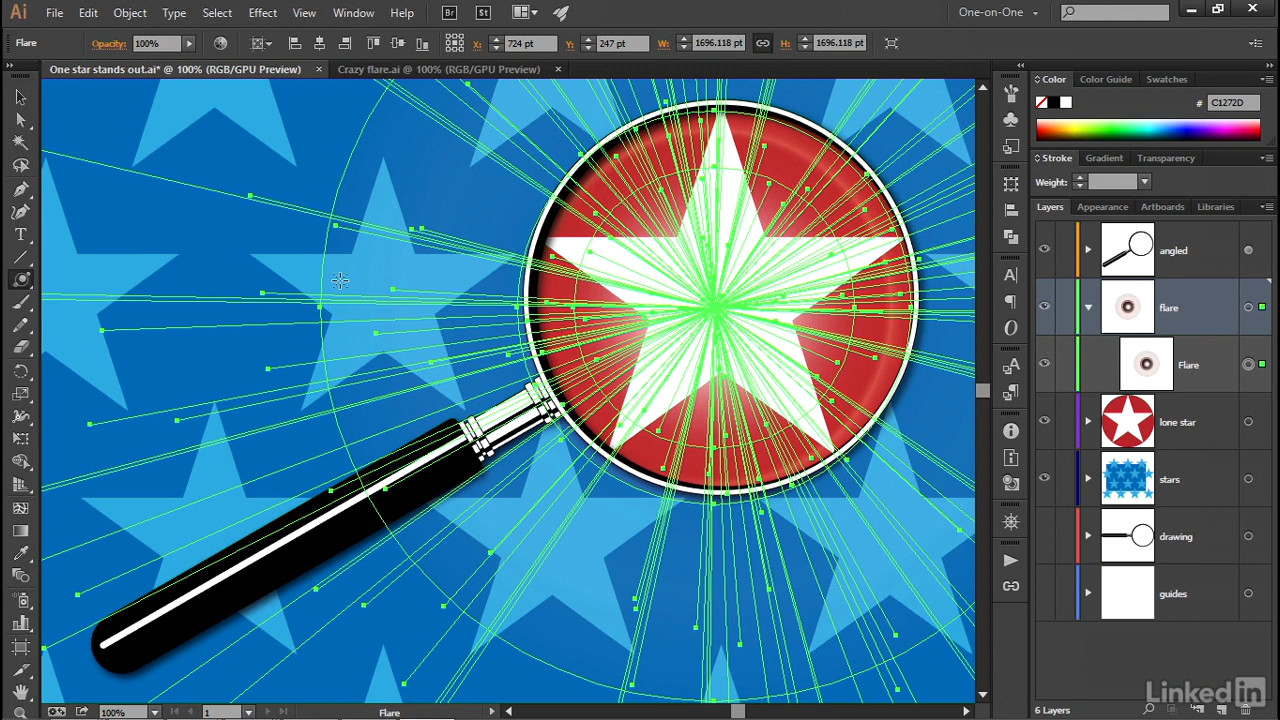 Ai File Edit Object Type Select Effect View Window Help Br St One-on-One
Flare Opacity: 100% X: 724 pt Y: 247 pt W: 1696.118 pt H: 1696.118 pt
One star stands out.ai* @ 100% (RGB/GPU Preview) × Crazy flare.ai @ 100% (RGB/GPU Preview) ×
Color Color Guide Swatches
# C1272D
Stroke Gradient Transparency
Weight:
Layers Appearance Artboards Libraries
angled
flare
Flare
lone star
stars
drawing
guides
6 Layers
100% 1 Flare
Linked in